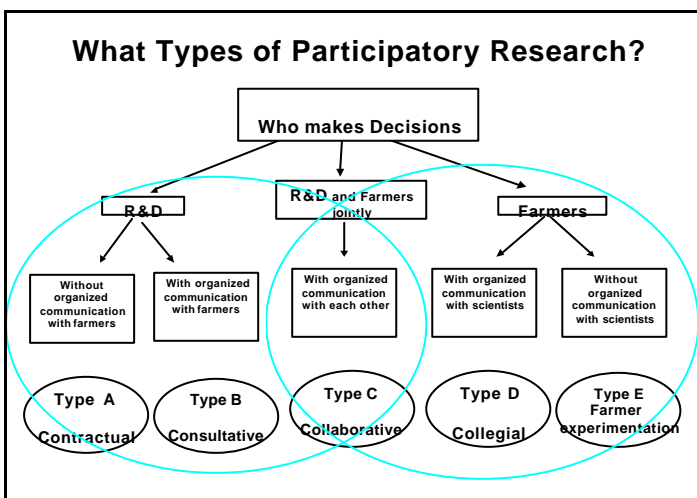 What Types of Participatory Research?
Who makes Decisions
R&D
R&D and Farmers
jointly
Farmers
Without
organized
communication
with farmers
With organized
communication
with farmers
With organized
communication
with each other
With organized
communication
with scientists
Without
organized
communication
with scientists
Type A
Contractual
Type B
Consultative
Type C
Collaborative
Type D
Collegial
Type E
Farmer
experimentation